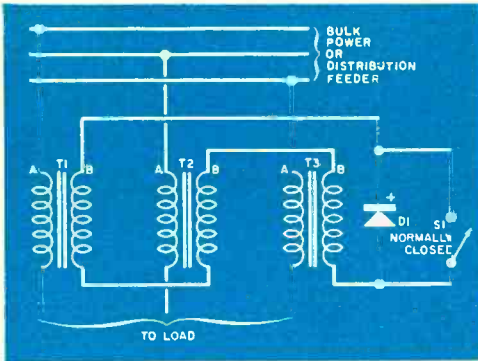 BULK
POWER
OR
DISTRIBUTION
FEEDER
A T1 B
A T2 B
A T3
B
+
D1
S1
NORMALLY
CLOSED
TO LOAD